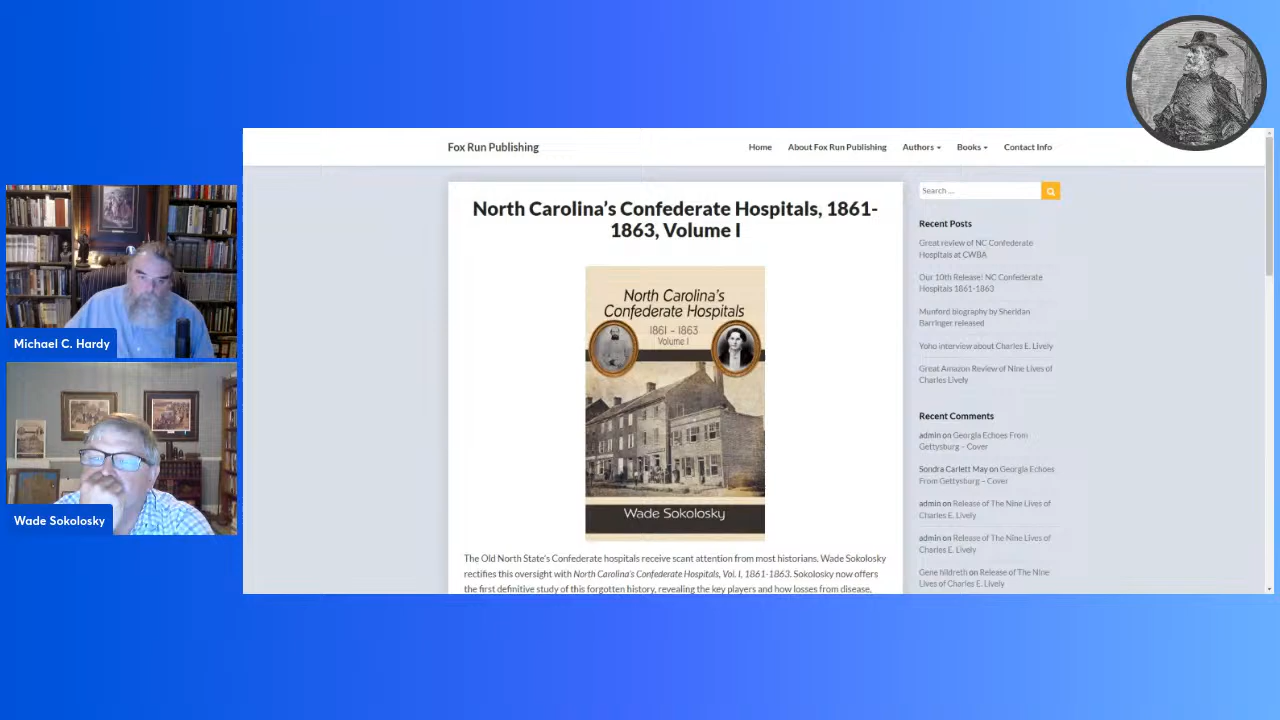 Fox Run Publishing
Home
About Fox Run Publishing
Authors
Books
Contact Info
North Carolina's Confederate Hospitals, 1861-
1863, Volume I
North Carolina's
Confederate Hospitals
1861 - 1863
Volume I
Wade Sokolosky
The Old North State's Confederate hospitals receive scant attention from most historians. Wade Sokolosky
rectifies this oversight with North Carolina's Confederate Hospitals, Vol. I, 1861-1863. Sokolosky now offers
the first definitive study of this forgotten history, revealing the key players and how losses from disease,
Search ...
Recent Posts
Great review of NC Confederate
Hospitals at CWBA
Our 10th Release! NC Confederate
Hospitals 1861-1863
Munford biography by Sheridan
Barringer released
Yoho interview about Charles E. Lively
Great Amazon Review of Nine Lives of
Charles Lively
Recent Comments
admin on Georgia Echoes From
Gettysburg – Cover
Sondra Carlett May on Georgia Echoes
From Gettysburg – Cover
admin on Release of The Nine Lives of
Charles E. Lively
admin on Release of The Nine Lives of
Charles E. Lively
Gene hildreth on Release of The Nine
Lives of Charles E. Lively
Michael C. Hardy
Wade Sokolosky